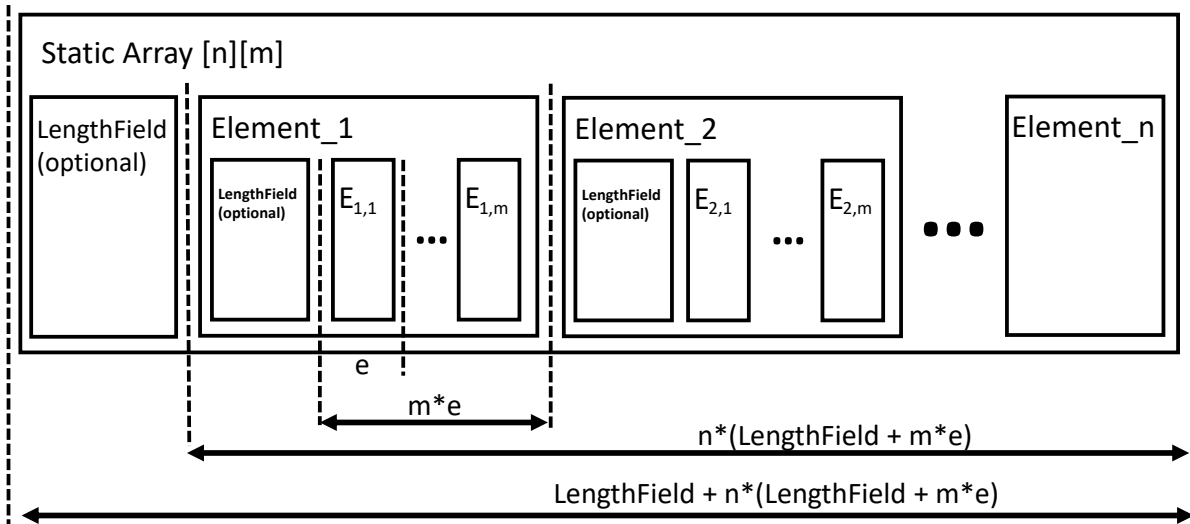 Static Array [n][m]
LengthField
(optional)
Element_1
LengthField
(optional)
E1,1
...
E1,m
Element_2
LengthField
(optional)
E2,1
...
E2,m
...
Element_n
e
m*e
n*(LengthField + m*e)
LengthField + n*(LengthField + m*e)